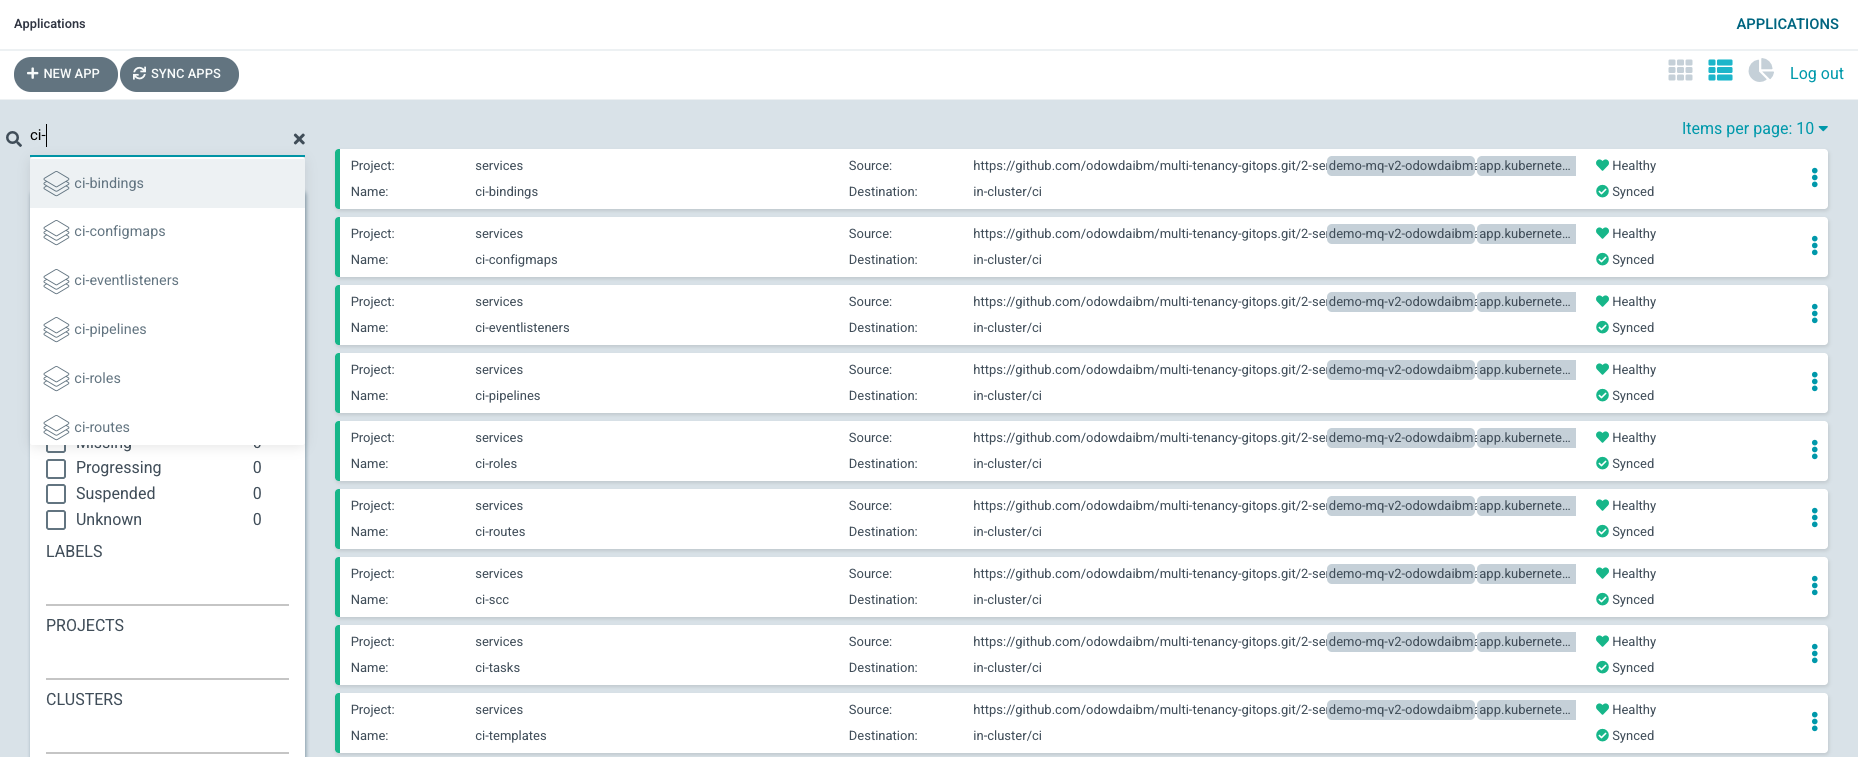 Applications
APPLICATIONS
NEW APP
SYNC APPS
Log out
ci-
Items per page: 10
ci-bindings
ci-configmaps
ci-eventlisteners
ci-pipelines
ci-roles
ci-routes
Missing
Progressing 0
Suspended 0
Unknown 0
LABELS
PROJECTS
CLUSTERS
Project: services Source: https://github.com/odowdaibm/multi-tenancy-gitops.git/2-se demo-mq-v2-odowdaibm app.kubernete... Healthy
Name: ci-bindings Destination: in-cluster/ci Synced
Project: services Source: https://github.com/odowdaibm/multi-tenancy-gitops.git/2-se demo-mq-v2-odowdaibm app.kubernete... Healthy
Name: ci-configmaps Destination: in-cluster/ci Synced
Project: services Source: https://github.com/odowdaibm/multi-tenancy-gitops.git/2-se demo-mq-v2-odowdaibm app.kubernete... Healthy
Name: ci-eventlisteners Destination: in-cluster/ci Synced
Project: services Source: https://github.com/odowdaibm/multi-tenancy-gitops.git/2-se demo-mq-v2-odowdaibm app.kubernete... Healthy
Name: ci-pipelines Destination: in-cluster/ci Synced
Project: services Source: https://github.com/odowdaibm/multi-tenancy-gitops.git/2-se demo-mq-v2-odowdaibm app.kubernete... Healthy
Name: ci-roles Destination: in-cluster/ci Synced
Project: services Source: https://github.com/odowdaibm/multi-tenancy-gitops.git/2-se demo-mq-v2-odowdaibm app.kubernete... Healthy
Name: ci-routes Destination: in-cluster/ci Synced
Project: services Source: https://github.com/odowdaibm/multi-tenancy-gitops.git/2-se demo-mq-v2-odowdaibm app.kubernete... Healthy
Name: ci-scc Destination: in-cluster/ci Synced
Project: services Source: https://github.com/odowdaibm/multi-tenancy-gitops.git/2-se demo-mq-v2-odowdaibm app.kubernete... Healthy
Name: ci-tasks Destination: in-cluster/ci Synced
Project: services Source: https://github.com/odowdaibm/multi-tenancy-gitops.git/2-se demo-mq-v2-odowdaibm app.kubernete... Healthy
Name: ci-templates Destination: in-cluster/ci Synced